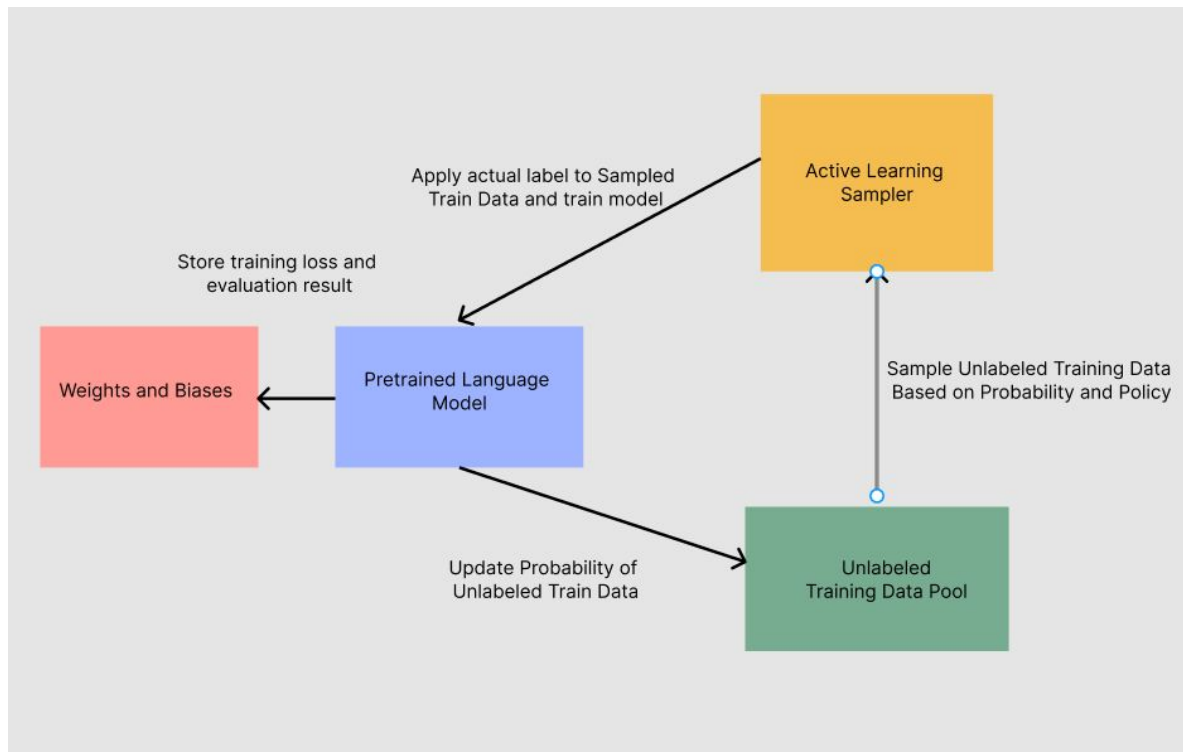 Active Learning
Sampler
Apply actual label to Sampled
Train Data and train model
Store training loss and
evaluation result
Weights and Biases
Pretrained Language
Model
Sample Unlabeled Training Data
Based on Probability and Policy
Update Probability of
Unlabeled Train Data
Unlabeled
Training Data Pool